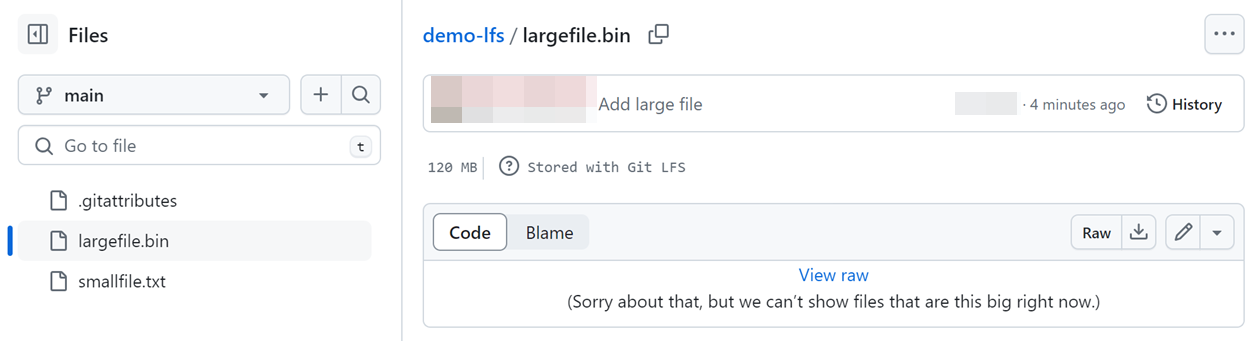 Files
main
Go to file
t
.gitattributes
largefile.bin
smallfile.txt
demo-lfs / largefile.bin
Add large file
· 4 minutes ago
History
120 MB
Stored with Git LFS
Code
Blame
Raw
View raw
(Sorry about that, but we can’t show files that are this big right now.)